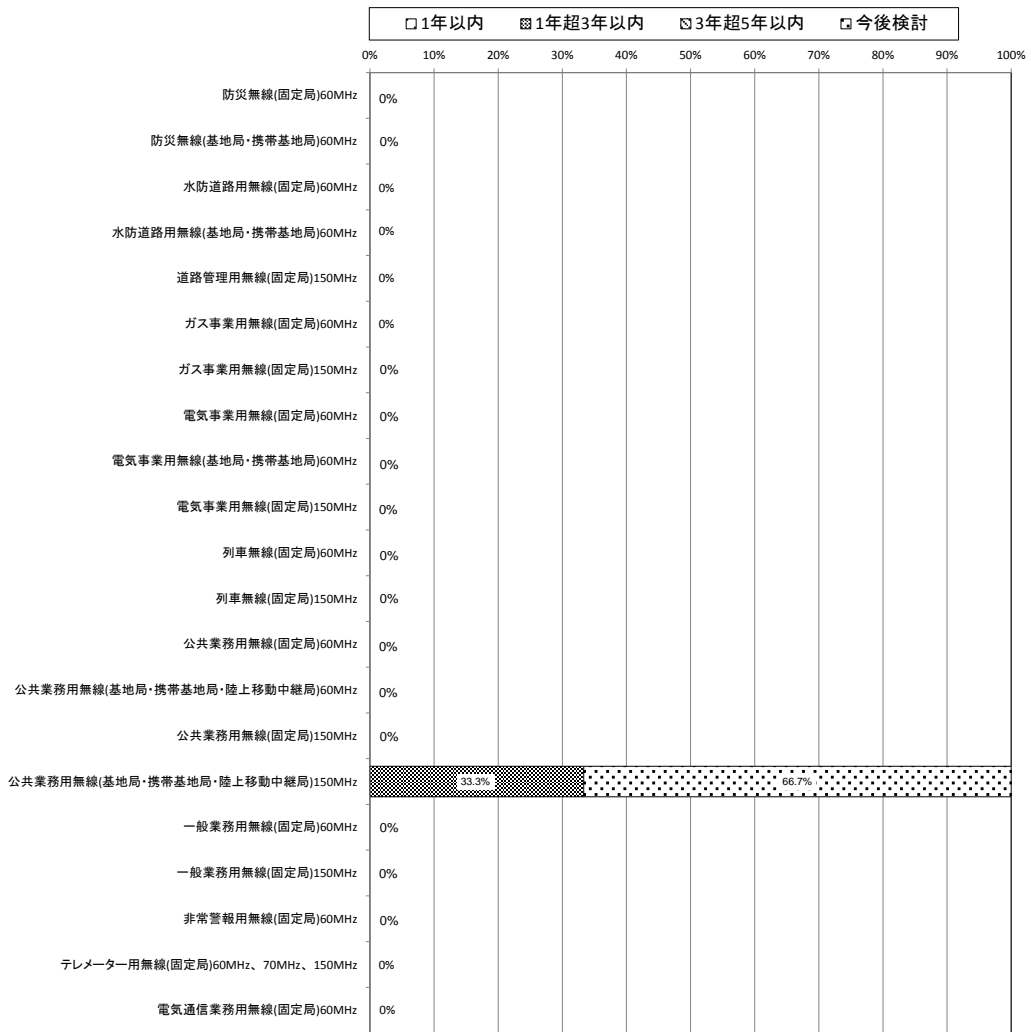 1年以内 1年超3年以内 3年超5年以内 今後検討
0% 10% 20% 30% 40% 50% 60% 70% 80% 90% 100%
防災無線(固定局)60MHz 0%
防災無線(基地局・携帯基地局)60MHz 0%
水防道路用無線(固定局)60MHz 0%
水防道路用無線(基地局・携帯基地局)60MHz 0%
道路管理用無線(固定局)150MHz 0%
ガス事業用無線(固定局)60MHz 0%
ガス事業用無線(固定局)150MHz 0%
電気事業用無線(固定局)60MHz 0%
電気事業用無線(基地局・携帯基地局)60MHz 0%
電気事業用無線(固定局)150MHz 0%
列車無線(固定局)60MHz 0%
列車無線(固定局)150MHz 0%
公共業務用無線(固定局)60MHz 0%
公共業務用無線(基地局・携帯基地局・陸上移動中継局)60MHz 0%
公共業務用無線(固定局)150MHz 0%
公共業務用無線(基地局・携帯基地局・陸上移動中継局)150MHz 33.3% 66.7%
一般業務用無線(固定局)60MHz 0%
一般業務用無線(固定局)150MHz 0%
非常警報用無線(固定局)60MHz 0%
テレメーター用無線(固定局)60MHz、70MHz、150MHz 0%
電気通信業務用無線(固定局)60MHz 0%